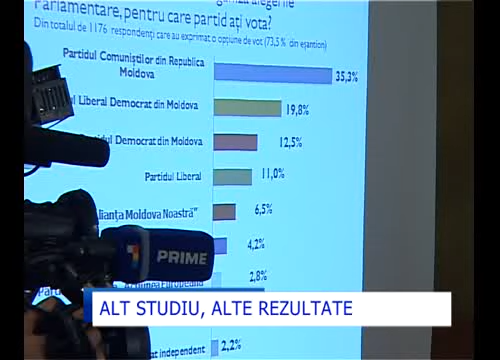 Parlamentare, pentru care partid ați vota?
Din totalul de 1176 respondenți care au exprimat o opțiune de vot (73,5% din eșantion)
Partidul Comuniștilor din Republica
Moldova
35,3%
Liberal Democrat din Moldova
19,8%
Democrat din Moldova
12,5%
Partidul Liberal
11,0%
Moldova Noastră"
6,5%
4,2%
PRIME
2,8%
ALT STUDIU, ALTE REZULTATE
independent
2,2%